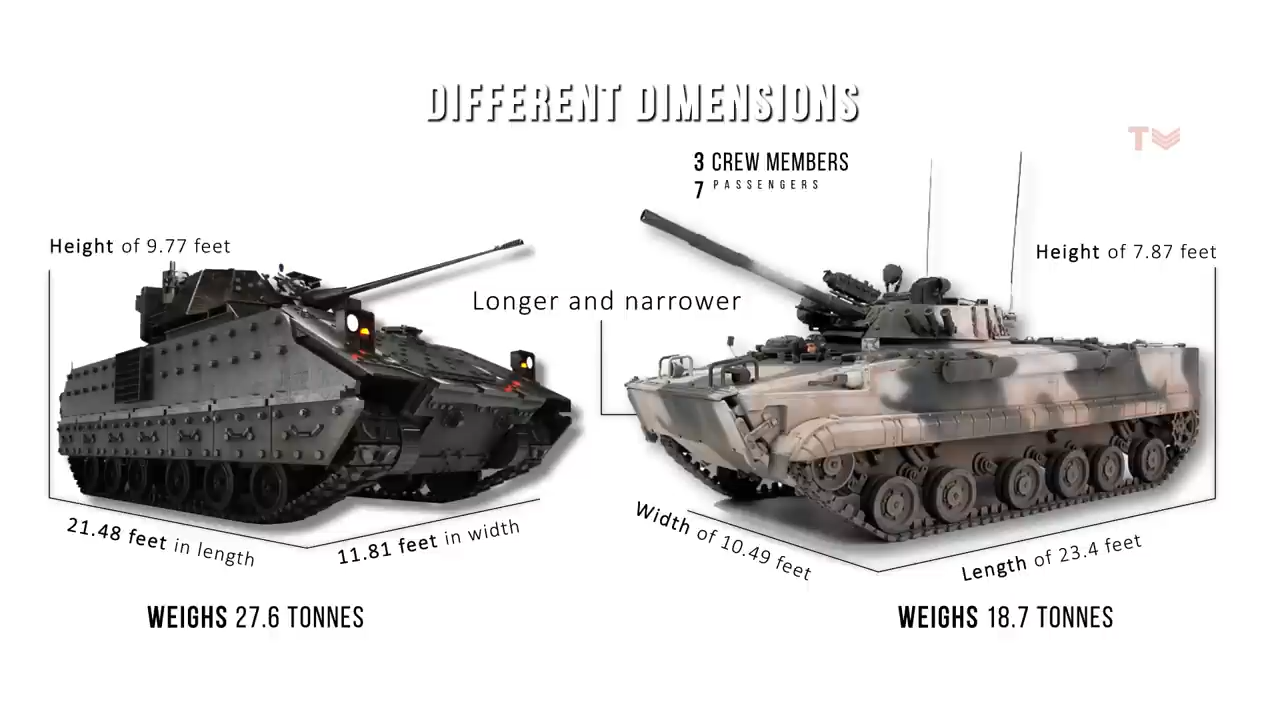 DIFFERENT DIMENSIONS
T
3 CREW MEMBERS
7 PASSENGERS
Height of 9.77 feet
Height of 7.87 feet
Longer and narrower
21.48 feet in length
11.81 feet in width
Width of 10.49 feet
Length of 23.4 feet
WEIGHS 27.6 TONNES
WEIGHS 18.7 TONNES